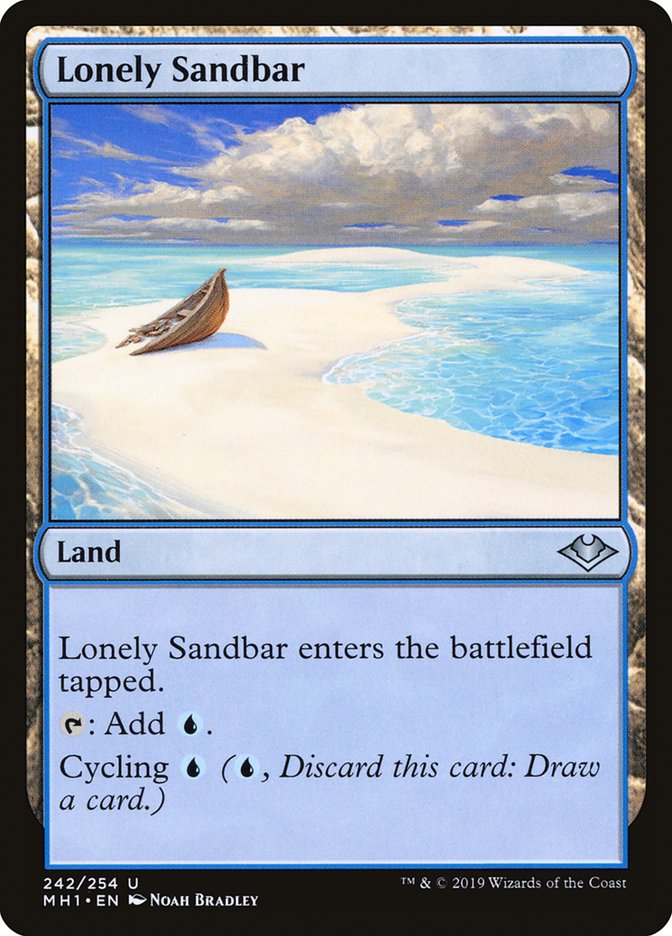 Lonely Sandbar
Land
Lonely Sandbar enters the battlefield
tapped.
: Add .
Cycling (, Discard this card: Draw
a card.)
242/254 U
MH1•EN NOAH BRADLEY
™ & © 2019 Wizards of the Coast